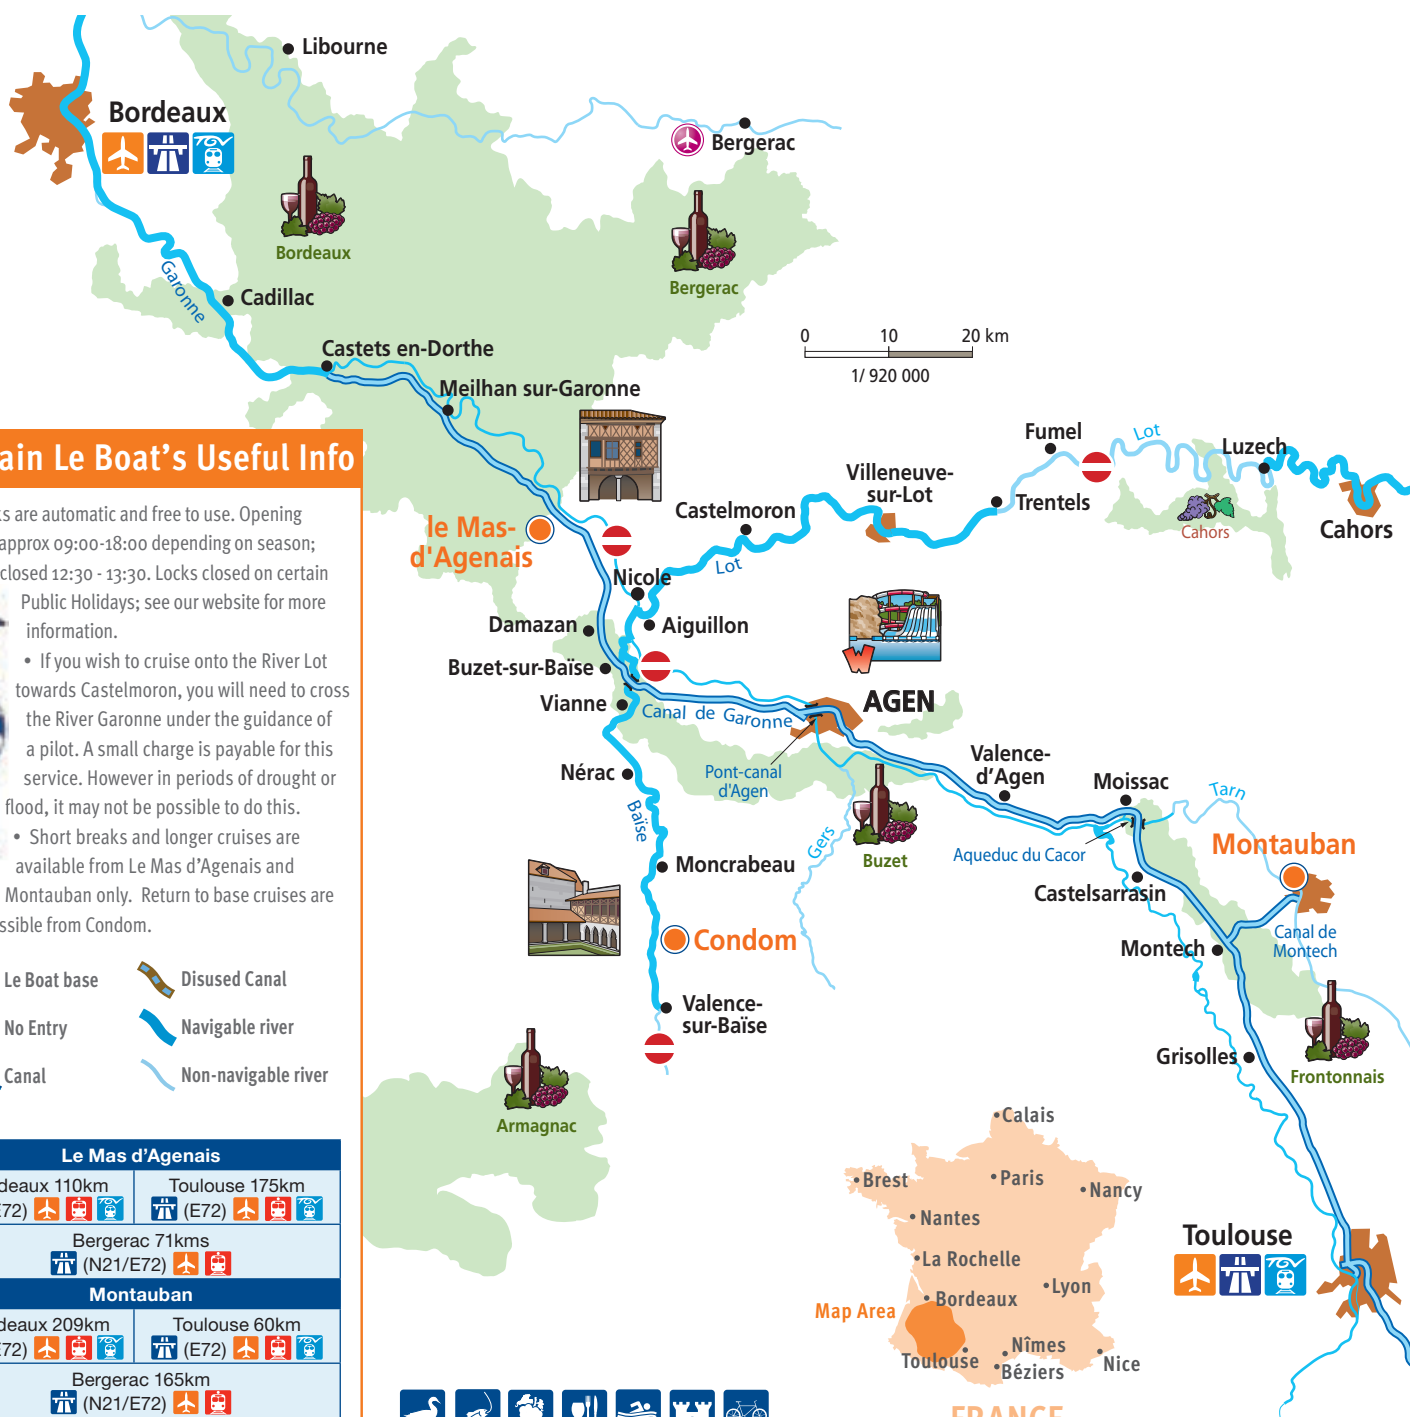 Libourne
Bordeaux
TGV
Bergerac
Bordeaux
Bergerac
Garonne
Cadillac
0 10 20 km
1/ 920 000
Castets en-Dorthe
Meilhan sur-Garonne
Fumel
Lot
Luzech
Villeneuve-
sur-Lot
Trentels
Castelmoron
Cahors
Cahors
le Mas-
d'Agenais
Lot
Nicole
Damazan
Aiguillon
Buzet-sur-Baïse
Vianne
Canal de Garonne
AGEN
W
Pont-canal
d'Agen
Valence-
d'Agen
Moissac
Tarn
Nérac
Baïse
Gers
Buzet
Aqueduc du Cacor
Montauban
Moncrabeau
Castelsarrasin
Condom
Montech
Canal de
Montech
Valence-
sur-Baïse
Grisolles
Frontonnais
Armagnac
Toulouse
TGV
ain Le Boat's Useful Info
ks are automatic and free to use. Opening
approx 09:00-18:00 depending on season;
closed 12:30 - 13:30. Locks closed on certain
Public Holidays; see our website for more
information.
• If you wish to cruise onto the River Lot
towards Castelmoron, you will need to cross
the River Garonne under the guidance of
a pilot. A small charge is payable for this
service. However in periods of drought or
flood, it may not be possible to do this.
• Short breaks and longer cruises are
available from Le Mas d'Agenais and
Montauban only. Return to base cruises are
ssible from Condom.
Le Boat base
Disused Canal
No Entry
Navigable river
Canal
Non-navigable river
Le Mas d'Agenais
deaux 110km
E72) TGV
Toulouse 175km
(E72) TGV
Bergerac 71kms
(N21/E72)
Montauban
deaux 209km
E72) TGV
Toulouse 60km
(E72) TGV
Bergerac 165km
(N21/E72)
Calais
Brest
Paris
Nancy
Nantes
La Rochelle
Lyon
Bordeaux
Map Area
Toulouse
Nîmes
Béziers
Nice
FRANCE